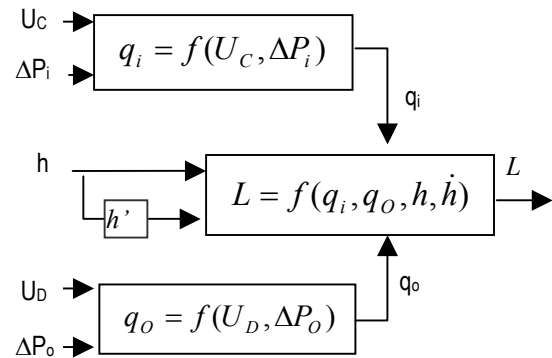 U_C
ΔP_i
q_i = f(U_C, ΔP_i)
q_i
h
h'
L = f(q_i, q_O, h, ḣ)
L
U_D
ΔP_o
q_O = f(U_D, ΔP_O)
q_o